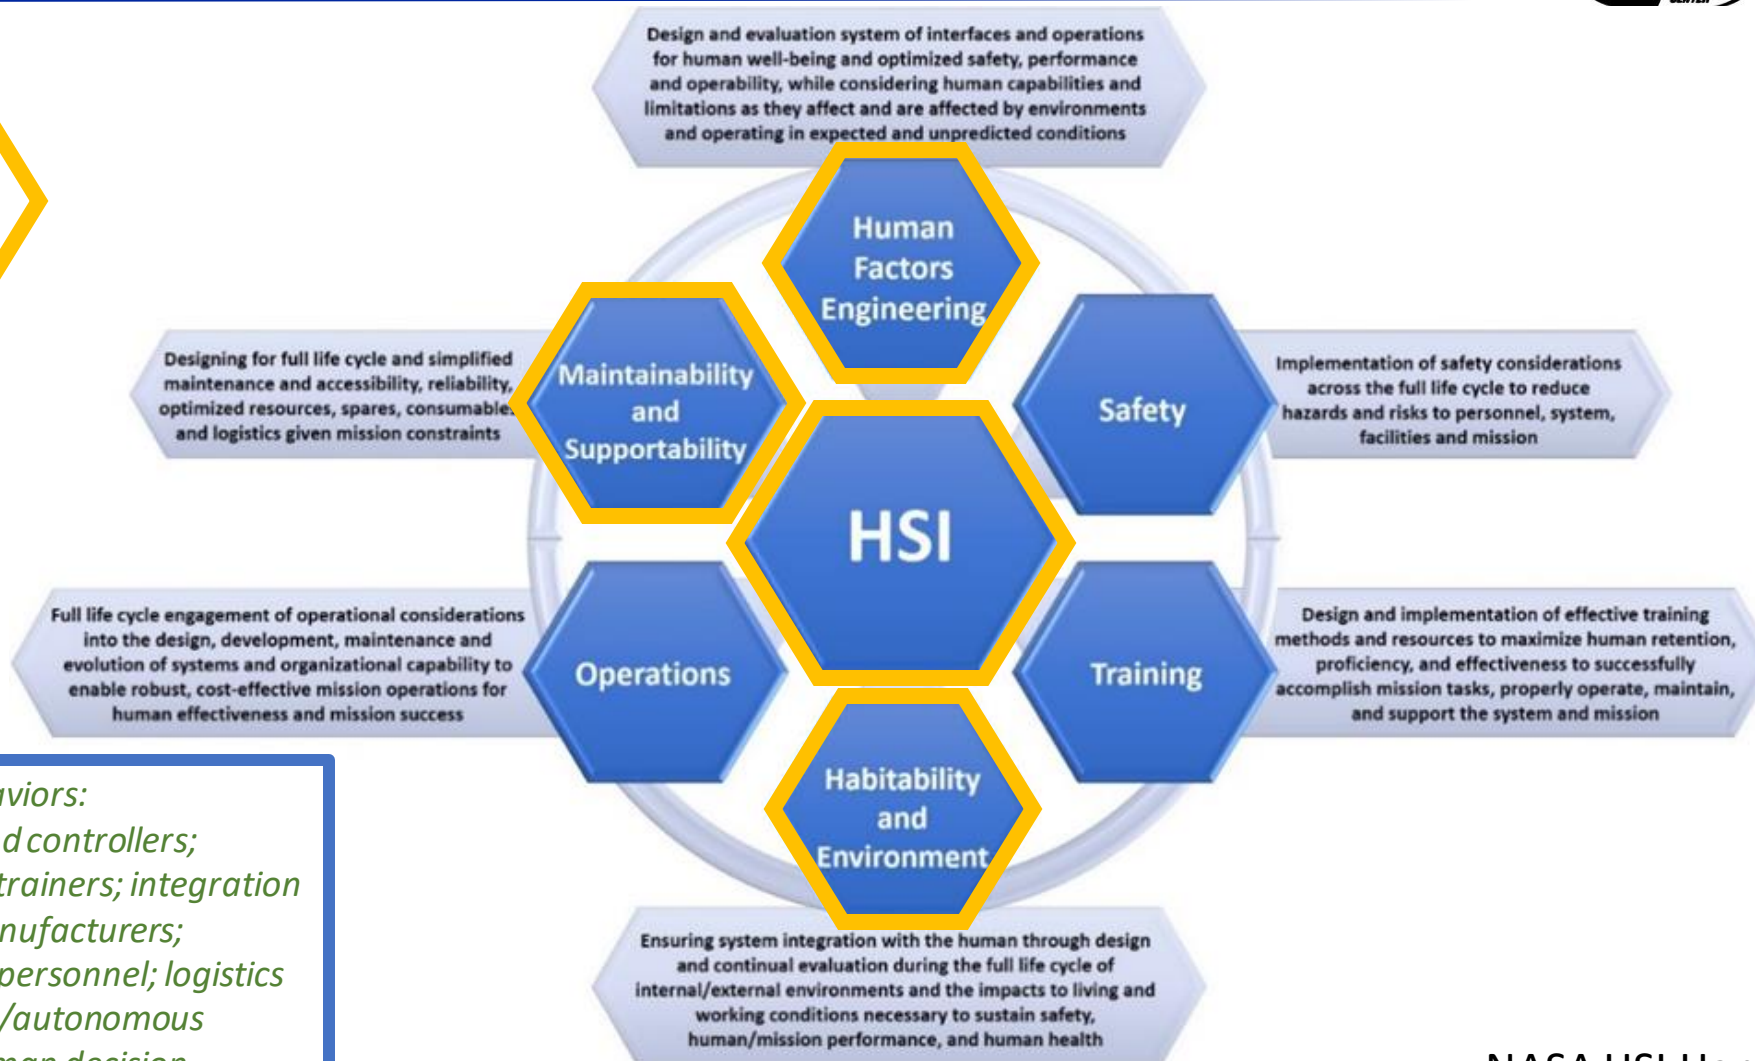 CENTER
Design and evaluation system of interfaces and operations
for human well-being and optimized safety, performance
and operability, while considering human capabilities and
limitations as they affect and are affected by environments
and operating in expected and unpredicted conditions
Human
Factors
Engineering
Designing for full life cycle and simplified
maintenance and accessibility, reliability,
optimized resources, spares, consumable
and logistics given mission constraints
Maintainability
and
Supportability
Safety
Implementation of safety considerations
across the full life cycle to reduce
hazards and risks to personnel, system,
facilities and mission
HSI
Full life cycle engagement of operational considerations
into the design, development, maintenance and
evolution of systems and organizational capability to
enable robust, cost-effective mission operations for
human effectiveness and mission success
Operations
Training
Design and implementation of effective training
methods and resources to maximize human retention,
proficiency, and effectiveness to successfully
accomplish mission tasks, properly operate, maintain,
and support the system and mission
Habitability
and
Environment
Ensuring system integration with the human through design
and continual evaluation during the full life cycle of
internal/external environments and the impacts to living and
working conditions necessary to sustain safety,
human/mission performance, and human health
aviors:
d controllers;
trainers; integration
nufacturers;
personnel; logistics
/autonomous
man decision
NASA HSI